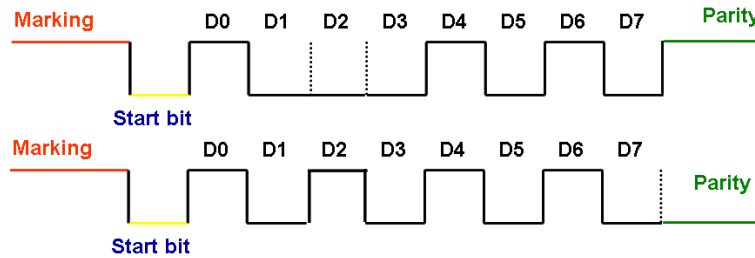 Marking D0 D1 D2 D3 D4 D5 D6 D7 Parity
Start bit
Marking D0 D1 D2 D3 D4 D5 D6 D7
Parity
Start bit